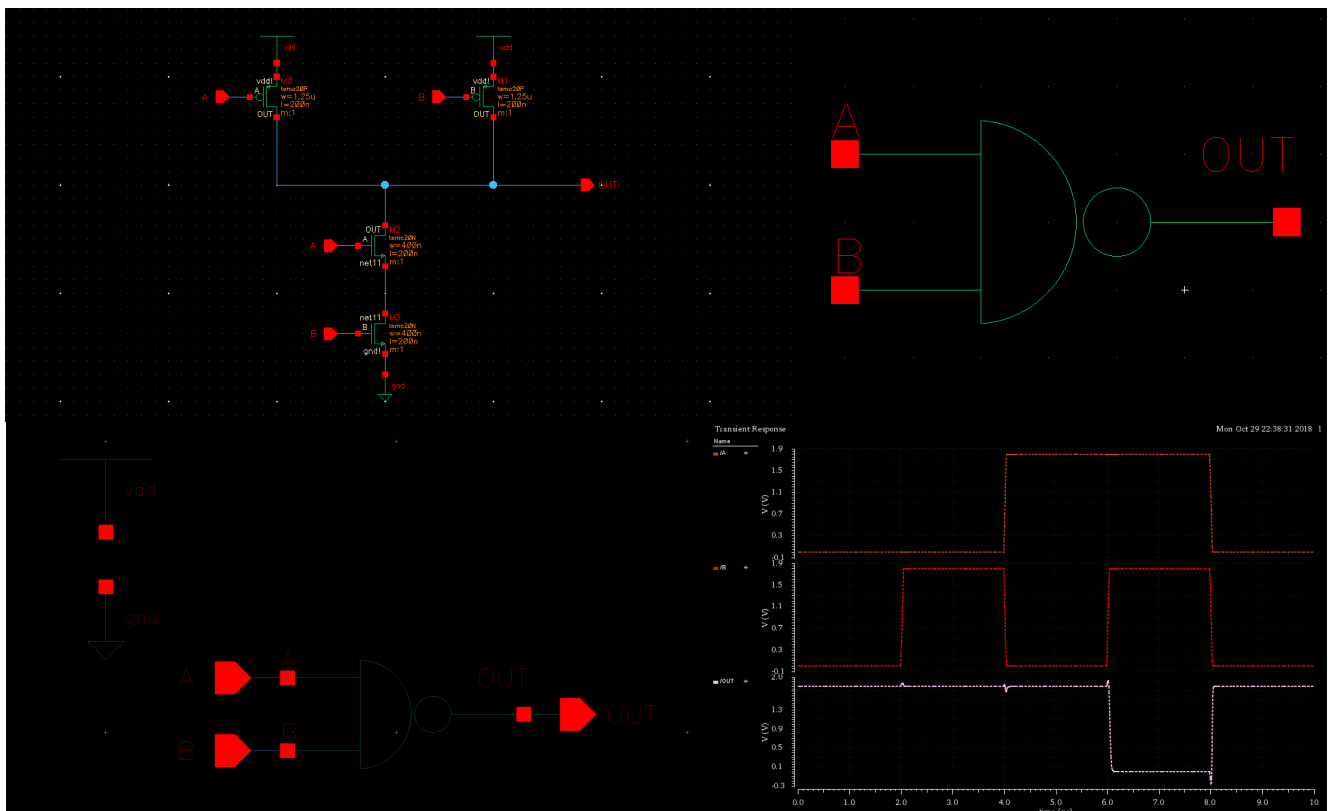 vdd
vdd
vdd!
M0
A
A
tsmc20P
w=1.25u
l=200n
OUT
m:1
vdd!
M1
B
B
tsmc20P
w=1.25u
l=200n
OUT
m:1
OUT
OUT
M2
A
A
tsmc20N
w=400n
l=200n
net11
m:1
net11
M3
B
B
tsmc20N
w=400n
l=200n
gnd!
m:1
gnd
A
OUT
B
vdd
gnd
A
A
OUT
OUT
B
B
Transient Response
Mon Oct 29 22:38:31 2018 1
Name
/A
V (V)
1.9
1.5
1.1
0.7
0.3
-0.1
/B
V (V)
1.9
1.5
1.1
0.7
0.3
-0.1
/OUT
V (V)
2.0
1.3
0.9
0.5
0.1
-0.3
0.0 1.0 2.0 3.0 4.0 5.0 6.0 7.0 8.0 9.0 10.0